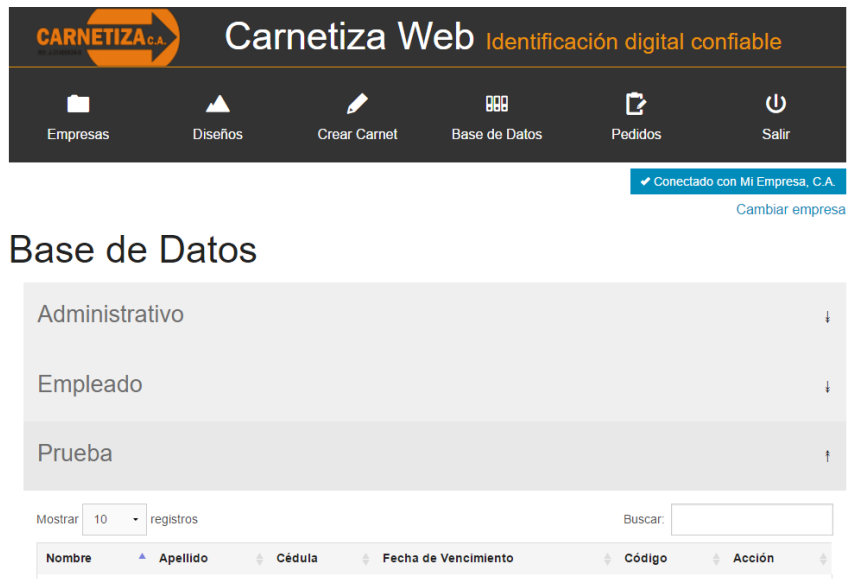 CARNETIZA C.A.
Carnetiza Web Identificación digital confiable
Empresas Diseños Crear Carnet Base de Datos Pedidos Salir
Conectado con Mi Empresa, C.A.
Cambiar empresa
Base de Datos
Administrativo
Empleado
Prueba
Mostrar 10 registros Buscar:
Nombre Apellido Cédula Fecha de Vencimiento Código Acción